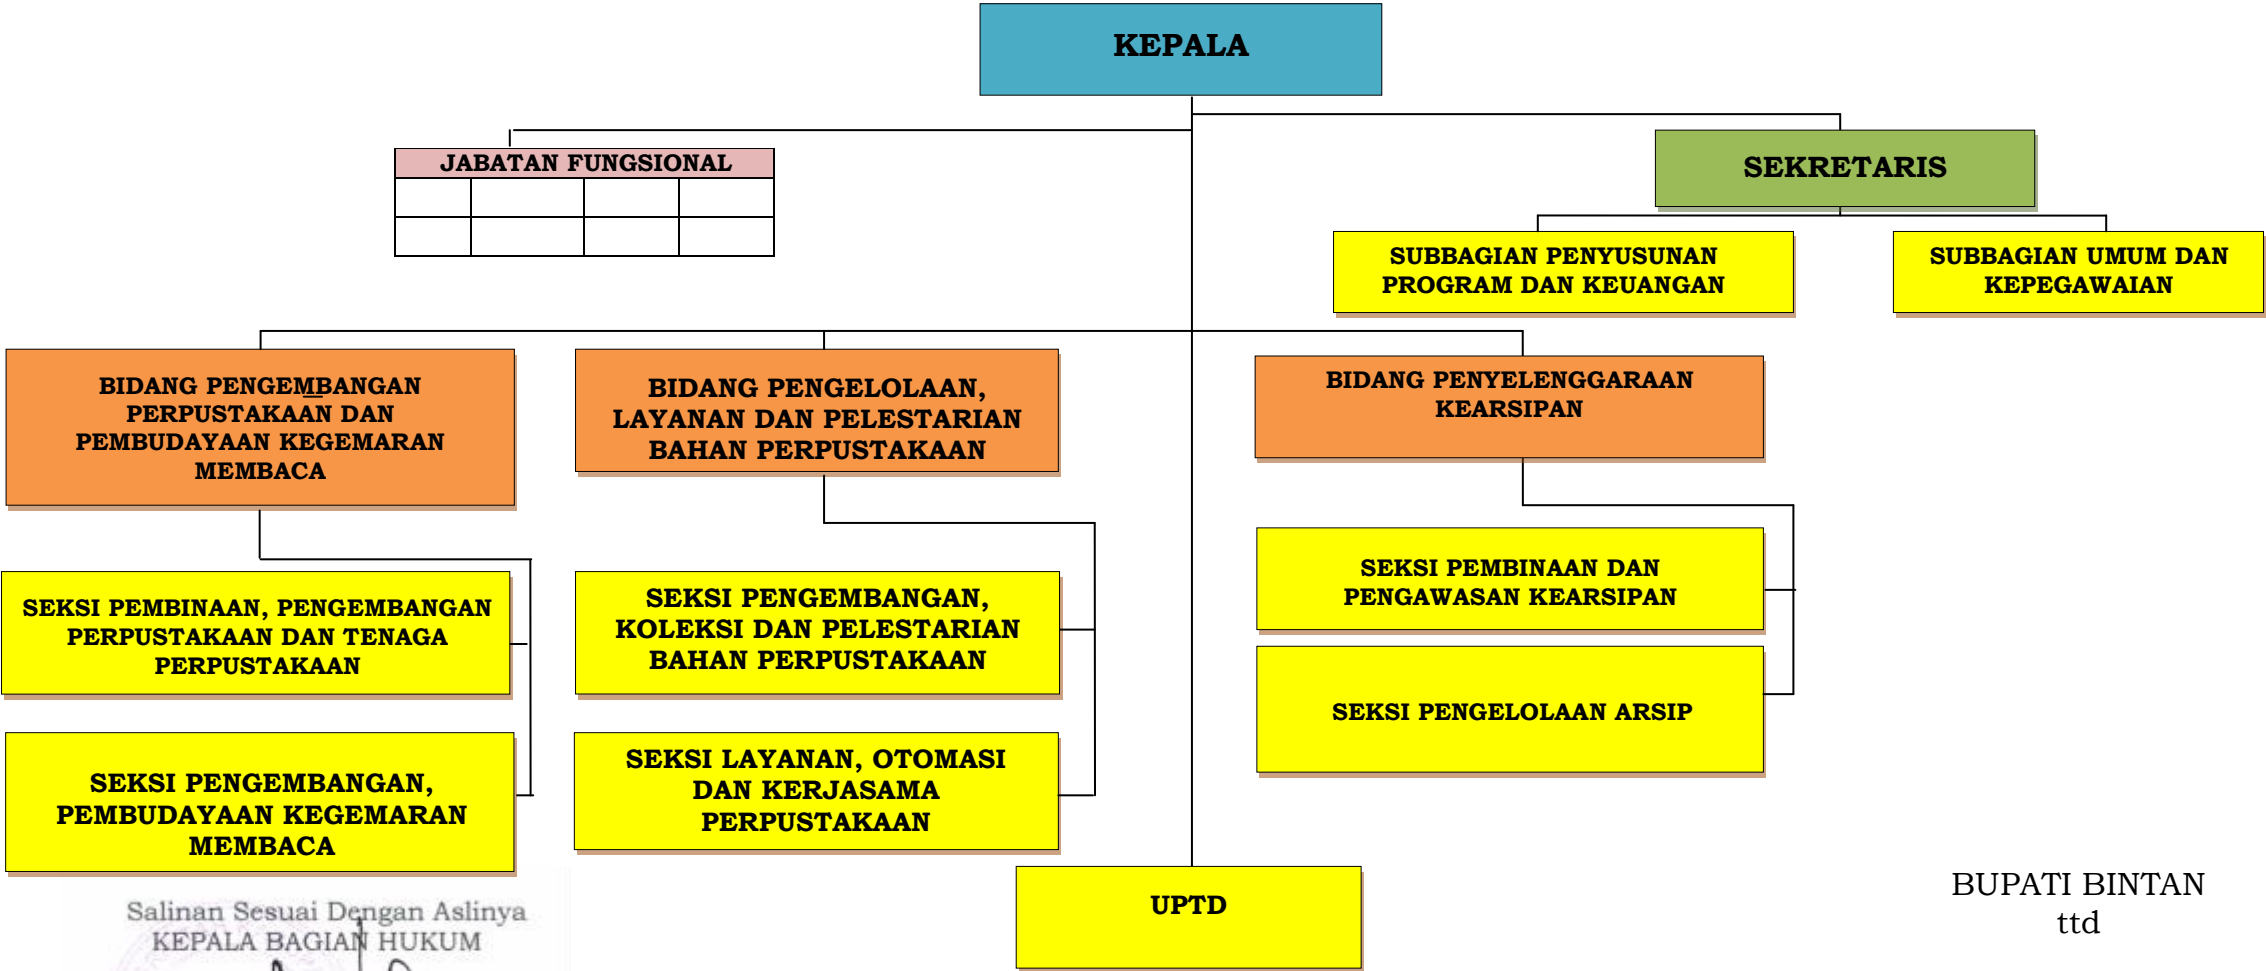 KEPALA
JABATAN FUNGSIONAL
SEKRETARIS
SUBBAGIAN PENYUSUNAN
PROGRAM DAN KEUANGAN
SUBBAGIAN UMUM DAN
KEPEGAWAIAN
BIDANG PENGEMBANGAN
PERPUSTAKAAN DAN
PEMBUDAYAAN KEGEMARAN
MEMBACA
BIDANG PENGELOLAAN,
LAYANAN DAN PELESTARIAN
BAHAN PERPUSTAKAAN
BIDANG PENYELENGGARAAN
KEARSIPAN
SEKSI PEMBINAAN, PENGEMBANGAN
PERPUSTAKAAN DAN TENAGA
PERPUSTAKAAN
SEKSI PENGEMBANGAN,
KOLEKSI DAN PELESTARIAN
BAHAN PERPUSTAKAAN
SEKSI PEMBINAAN DAN
PENGAWASAN KEARSIPAN
SEKSI PENGELOLAAN ARSIP
SEKSI PENGEMBANGAN,
PEMBUDAYAAN KEGEMARAN
MEMBACA
SEKSI LAYANAN, OTOMASI
DAN KERJASAMA
PERPUSTAKAAN
UPTD
BUPATI BINTAN
ttd
Salinan Sesuai Dengan Aslinya
KEPALA BAGIAN HUKUM